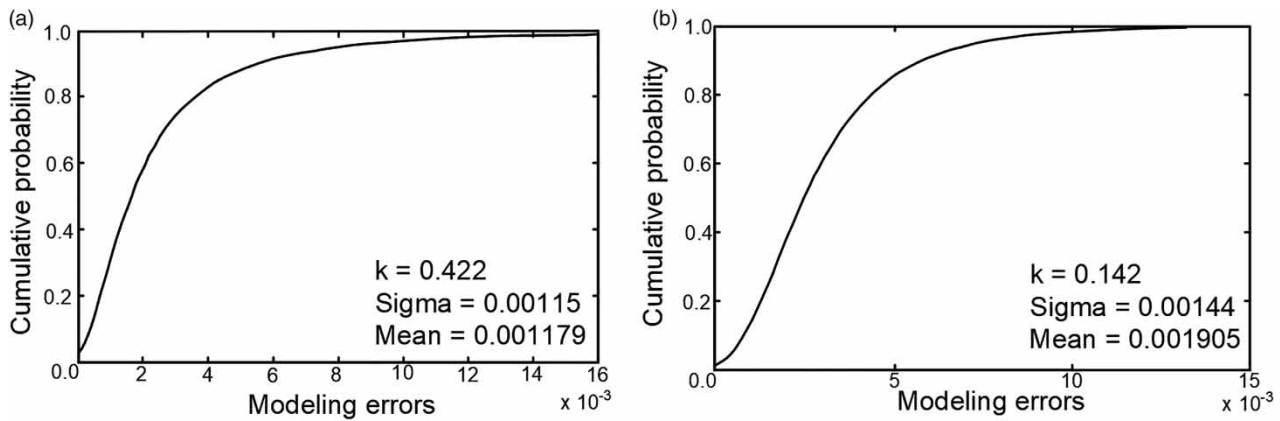 (a)
Cumulative probability
1.0
0.8
0.6
0.4
0.2
0.0
k = 0.422
Sigma = 0.00115
Mean = 0.001179
2 4 6 8 10 12 14 16
Modeling errors
x 10-3
(b)
Cumulative probability
1.0
0.8
0.6
0.4
0.2
0.0
k = 0.142
Sigma = 0.00144
Mean = 0.001905
0 5 10 15
Modeling errors
x 10-3